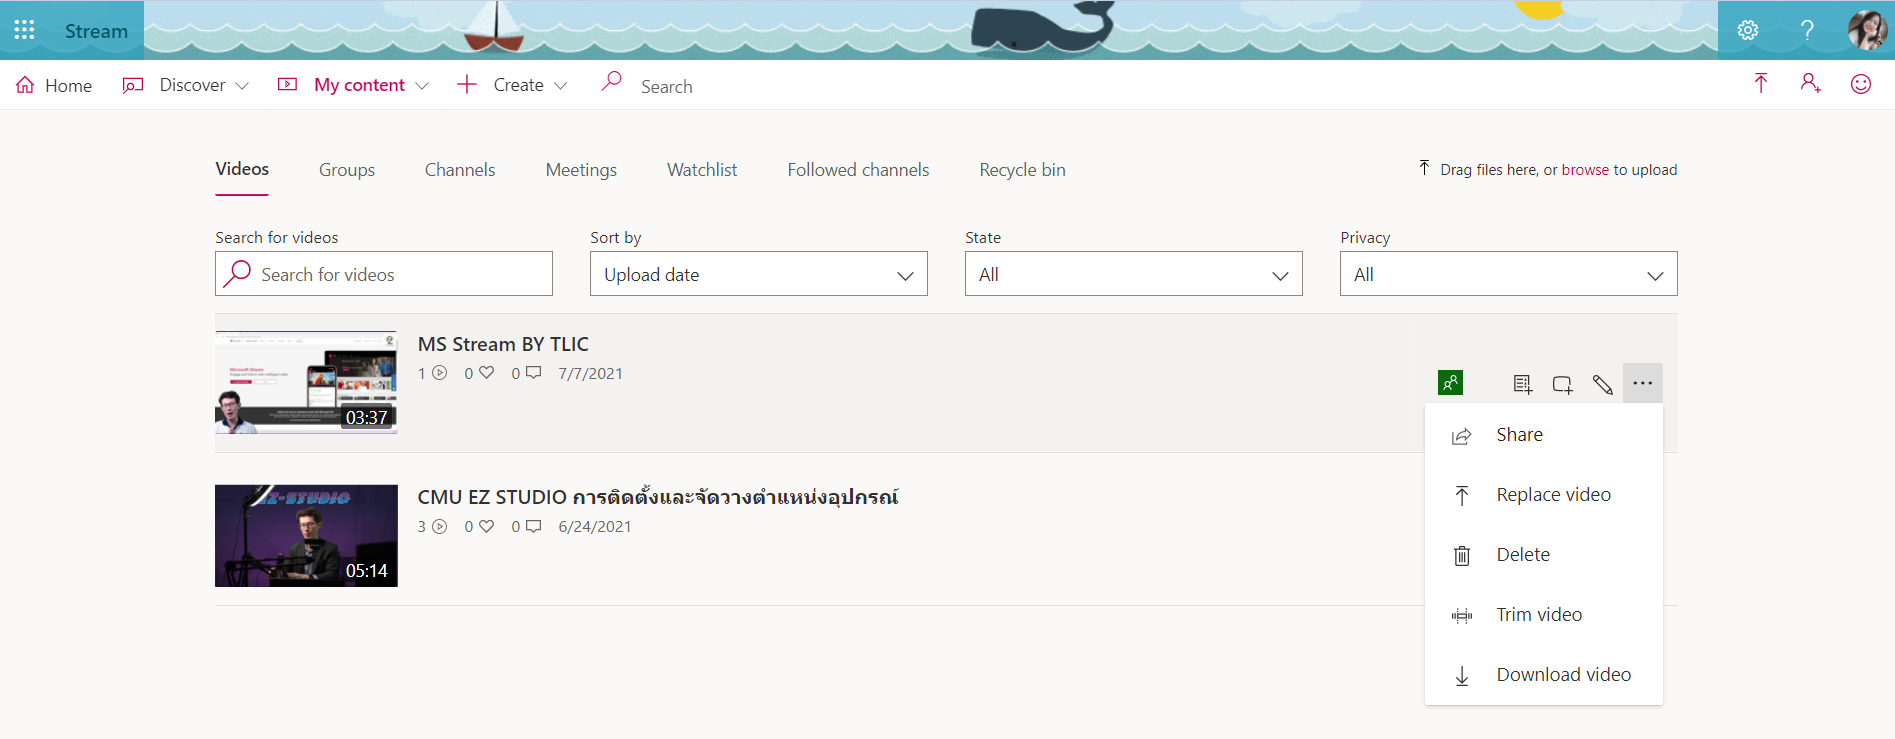 Stream
Home Discover My content Create Search
Videos Groups Channels Meetings Watchlist Followed channels Recycle bin Drag files here, or browse to upload
Search for videos Sort by State Privacy
Search for videos Upload date All All
MS Stream BY TLIC
1 0 0 7/7/2021
03:37
Share
Replace video
Delete
Trim video
Download video
CMU EZ STUDIO การติดตั้งและจัดวางตำแหน่งอุปกรณ์
3 0 0 6/24/2021
EZ-STUDIO
05:14